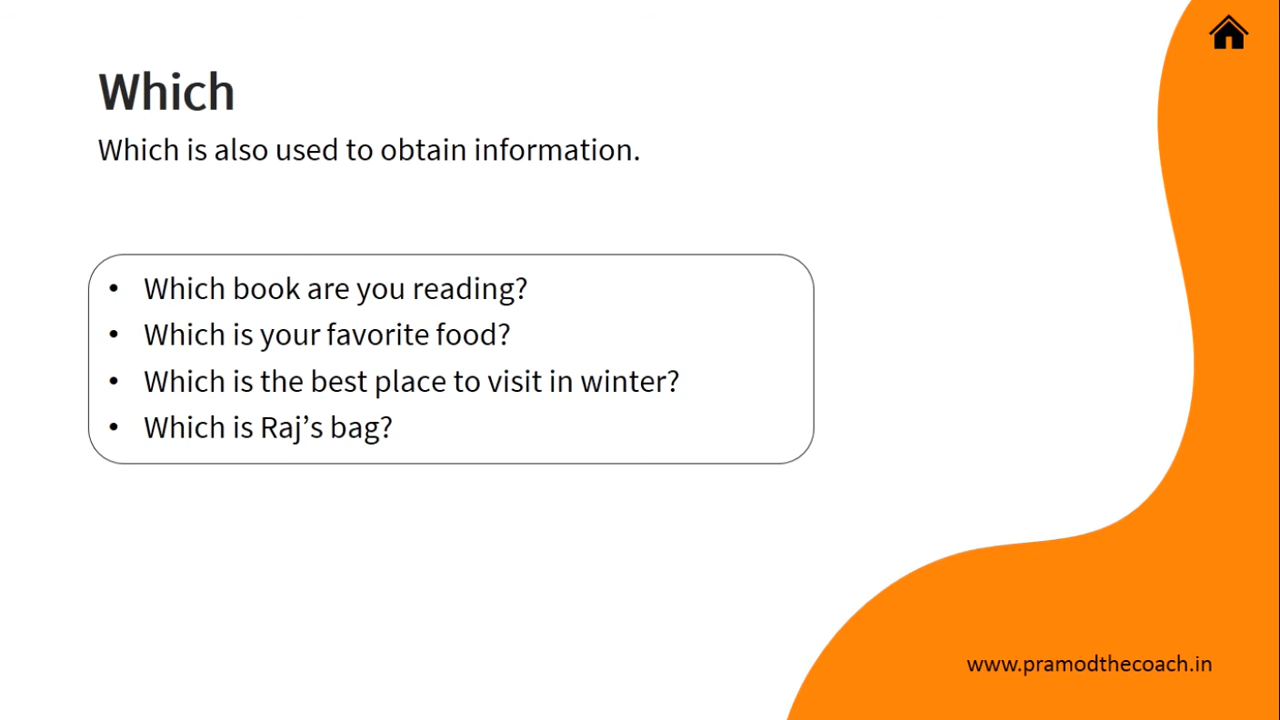 Which
Which is also used to obtain information.
• Which book are you reading?
• Which is your favorite food?
• Which is the best place to visit in winter?
• Which is Raj’s bag?
www.pramodthecoach.in